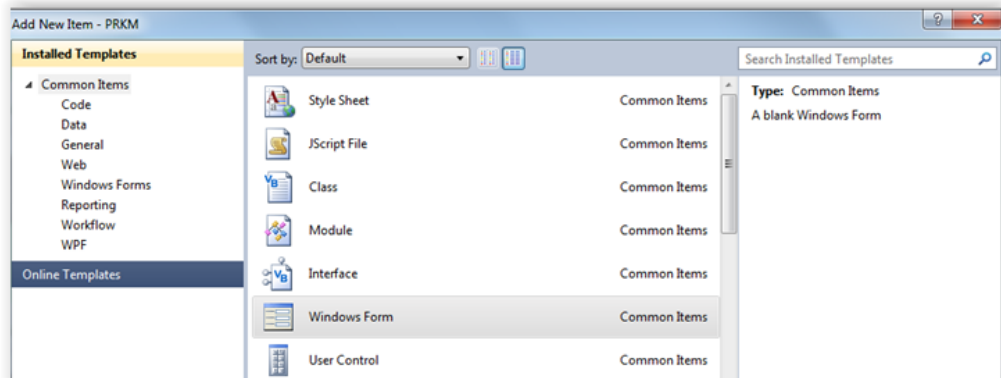 Add New Item - PRKM
Installed Templates
Common Items
Code
Data
General
Web
Windows Forms
Reporting
Workflow
WPF
Online Templates
Sort by: Default
Style Sheet Common Items
JScript File Common Items
Class Common Items
Module Common Items
Interface Common Items
Windows Form Common Items
User Control Common Items
Search Installed Templates
Type: Common Items
A blank Windows Form